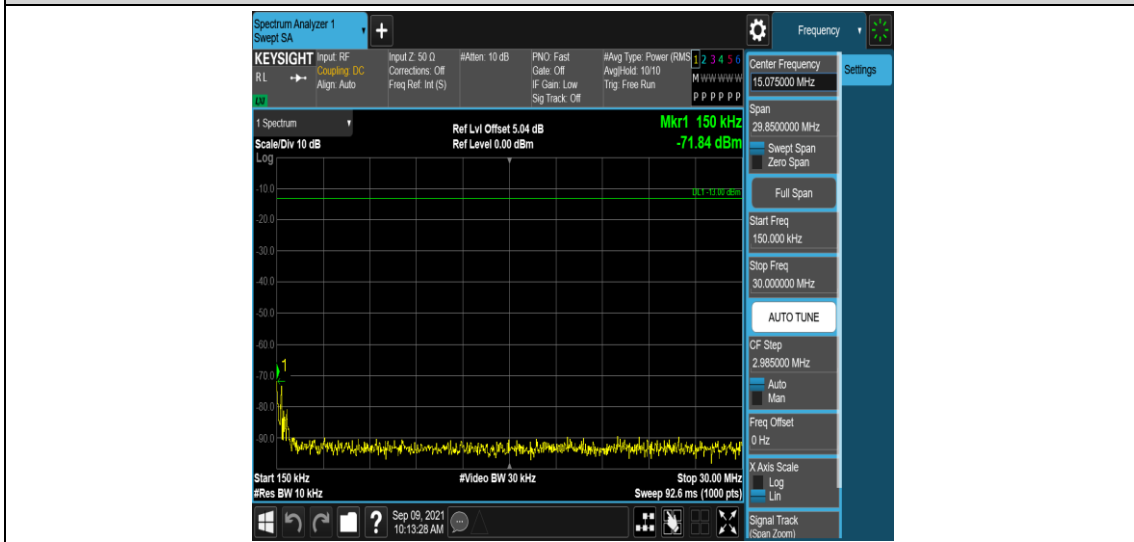 Spectrum Analyzer 1
Swept SA
+
Frequency
KEYSIGHT
RL
LXI
Input: RF
Coupling: DC
Align: Auto
Input Z: 50 Ω
Corrections: Off
Freq Ref: Int (S)
#Atten: 10 dB
PNO: Fast
Gate: Off
IF Gain: Low
Sig Track: Off
#Avg Type: Power (RMS
Avg|Hold: 10/10
Trig: Free Run
1 2 3 4 5 6
M W W W W W
P P P P P P
1 Spectrum
Scale/Div 10 dB
Log
Ref Lvl Offset 5.04 dB
Ref Level 0.00 dBm
Mkr1 150 kHz
-71.84 dBm
DL1 -13.00 dBm
-10.0
-20.0
-30.0
-40.0
-50.0
-60.0
1
-70.0
-80.0
-90.0
Start 150 kHz
#Res BW 10 kHz
#Video BW 30 kHz
Stop 30.00 MHz
Sweep 92.6 ms (1000 pts)
?
Sep 09, 2021
10:13:28 AM
Center Frequency
15.075000 MHz
Settings
Span
29.8500000 MHz
Swept Span
Zero Span
Full Span
Start Freq
150.000 kHz
Stop Freq
30.000000 MHz
AUTO TUNE
CF Step
2.985000 MHz
Auto
Man
Freq Offset
0 Hz
X Axis Scale
Log
Lin
Signal Track
(Span Zoom)